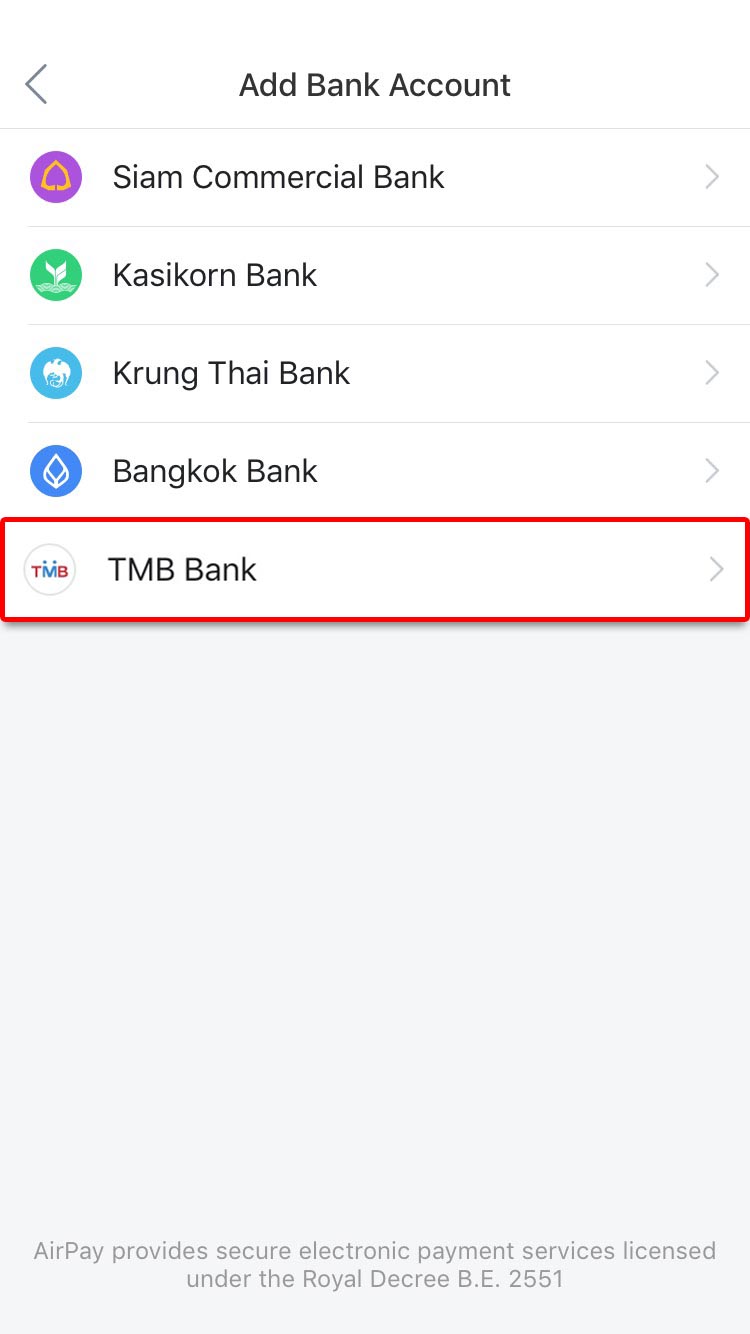 Add Bank Account
Siam Commercial Bank
Kasikorn Bank
Krung Thai Bank
Bangkok Bank
TMB TMB Bank
AirPay provides secure electronic payment services licensed
under the Royal Decree B.E. 2551